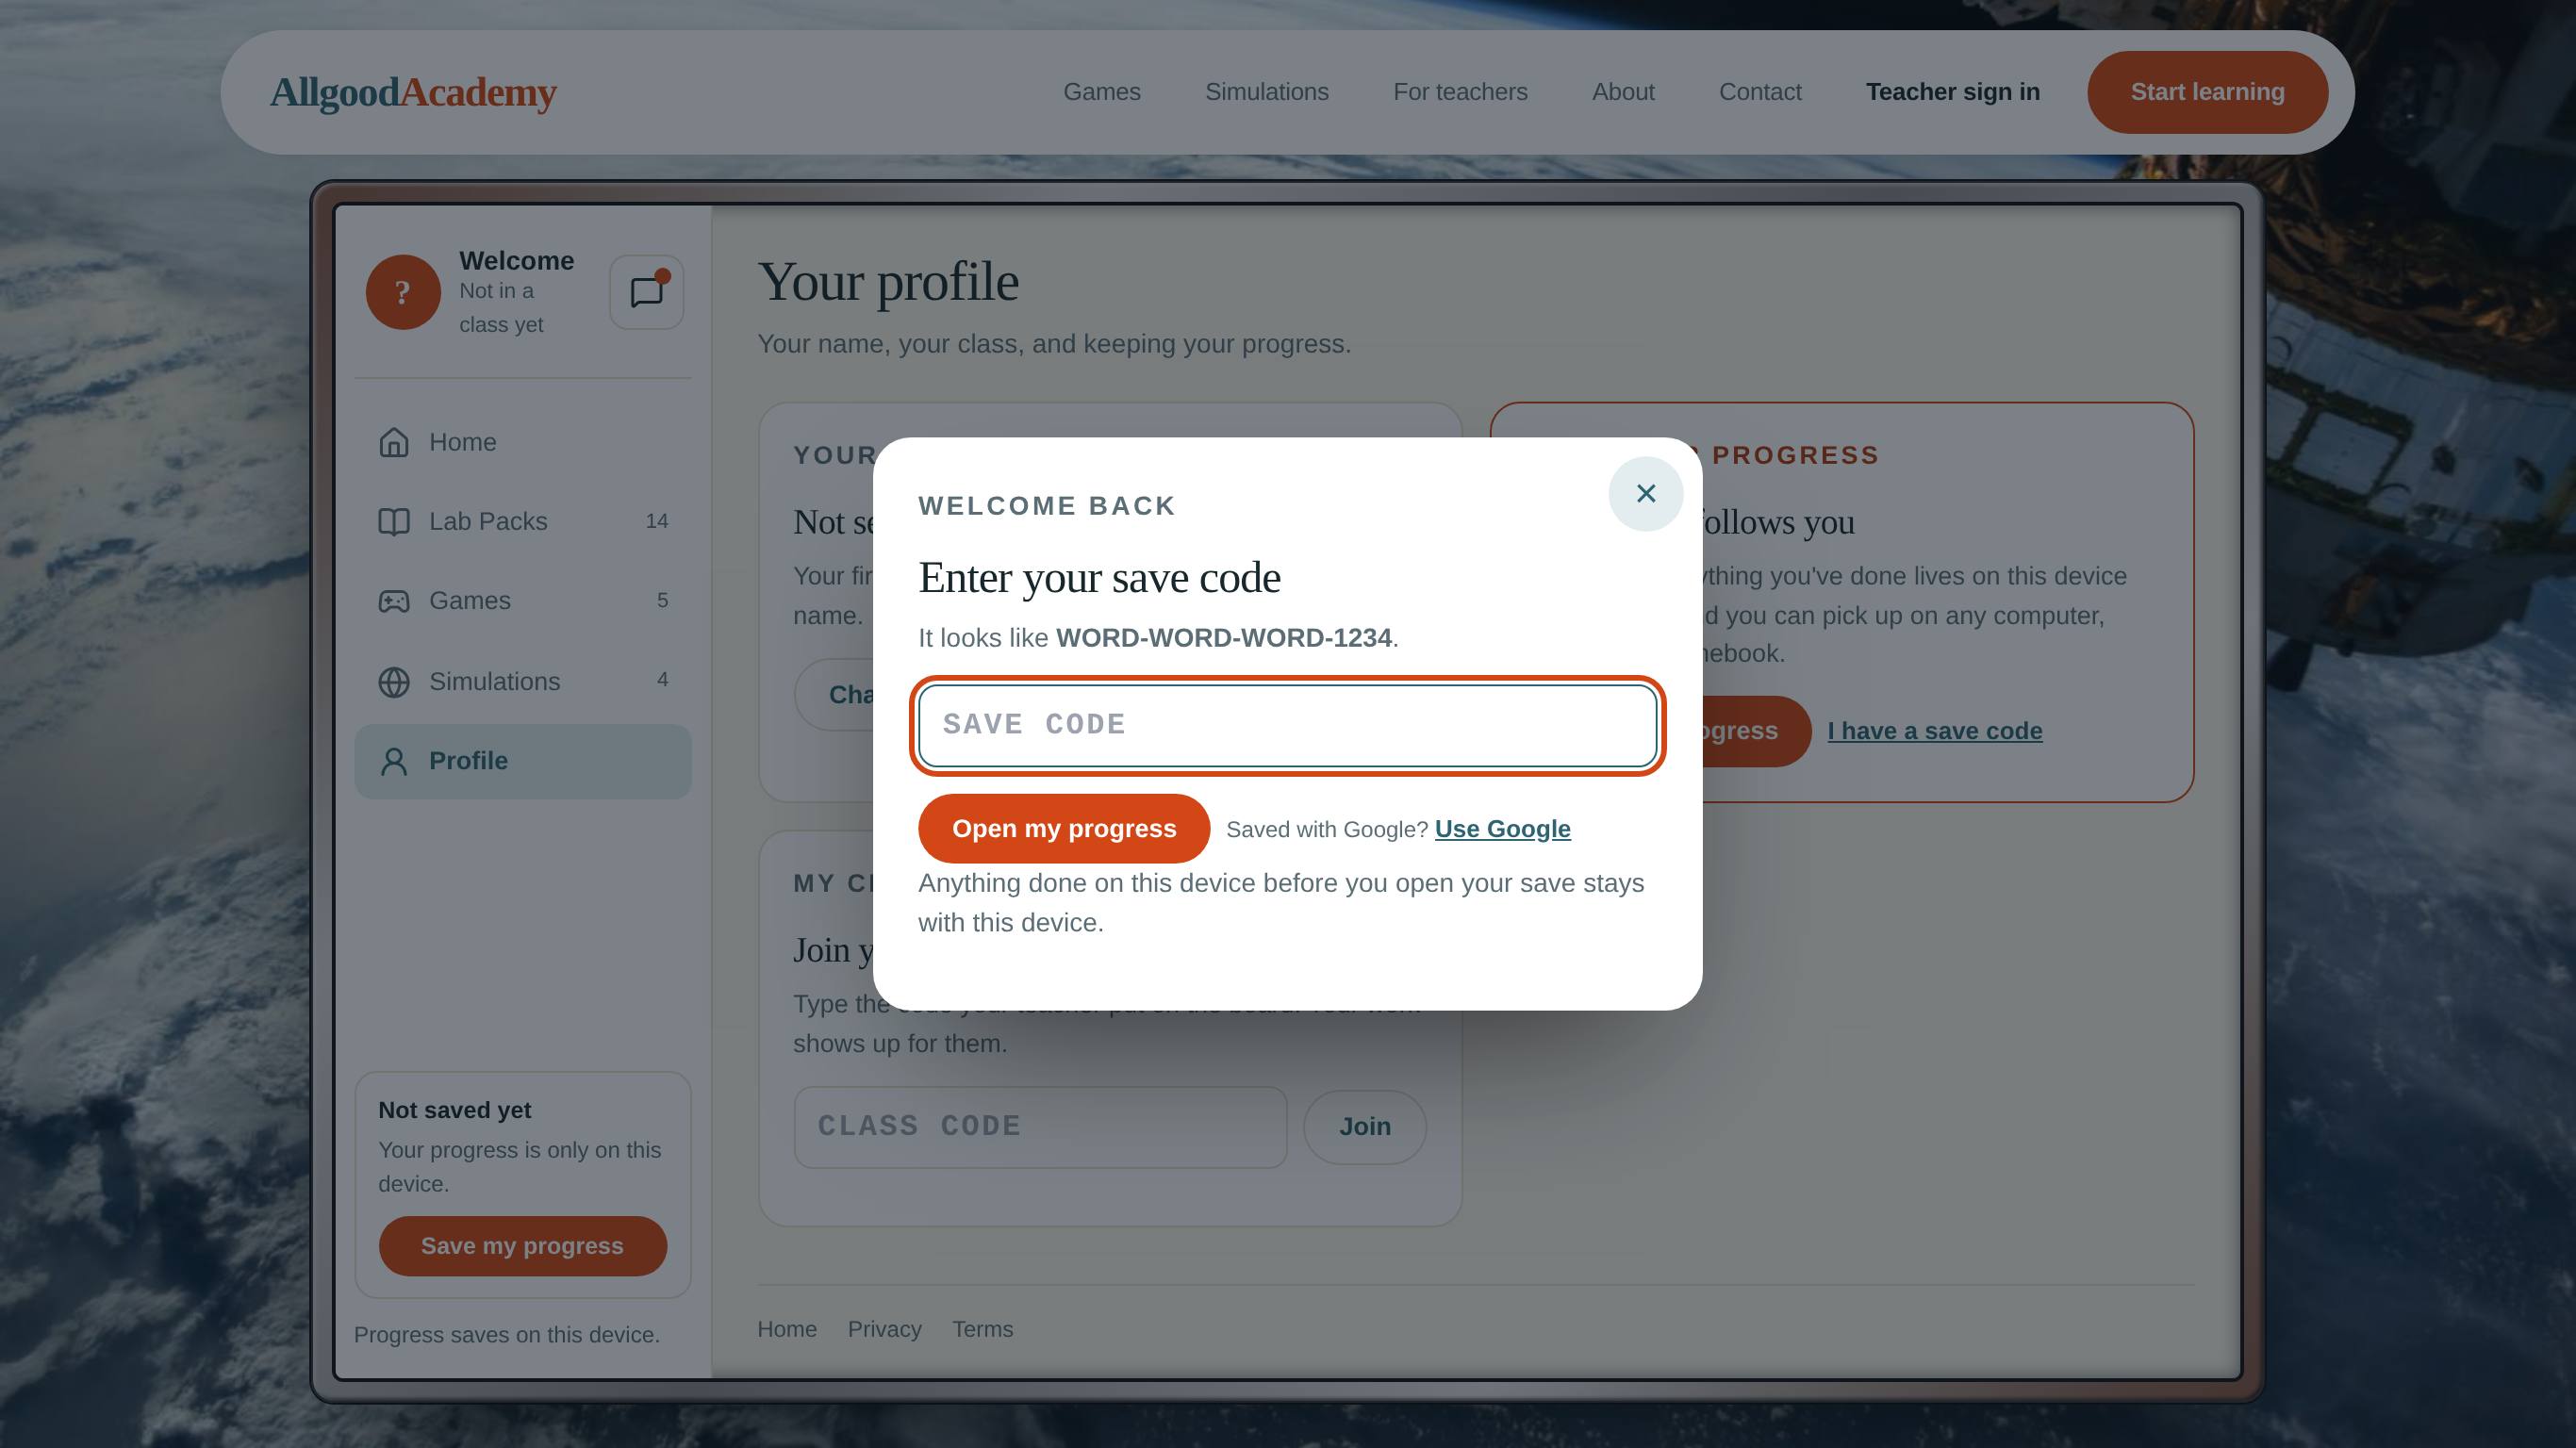 AllgoodAcademy
Games
Simulations
For teachers
About
Contact
Teacher sign in
Start learning
?
Welcome
Not in a
class yet
Home
Lab Packs 14
Games 5
Simulations 4
Profile
Not saved yet
Your progress is only on this
device.
Save my progress
Progress saves on this device.
Your profile
Your name, your class, and keeping your progress.
YOUR
Not
Your
name.
PROGRESS
follows you
you've done lives on this device
you can pick up on any computer,
I have a save code
MY
Join
Type the
shows up for them.
CLASS CODE
Join
WELCOME BACK
Enter your save code
It looks like WORD-WORD-WORD-1234.
SAVE CODE
Open my progress
Saved with Google? Use Google
Anything done on this device before you open your save stays
with this device.
Home
Privacy
Terms